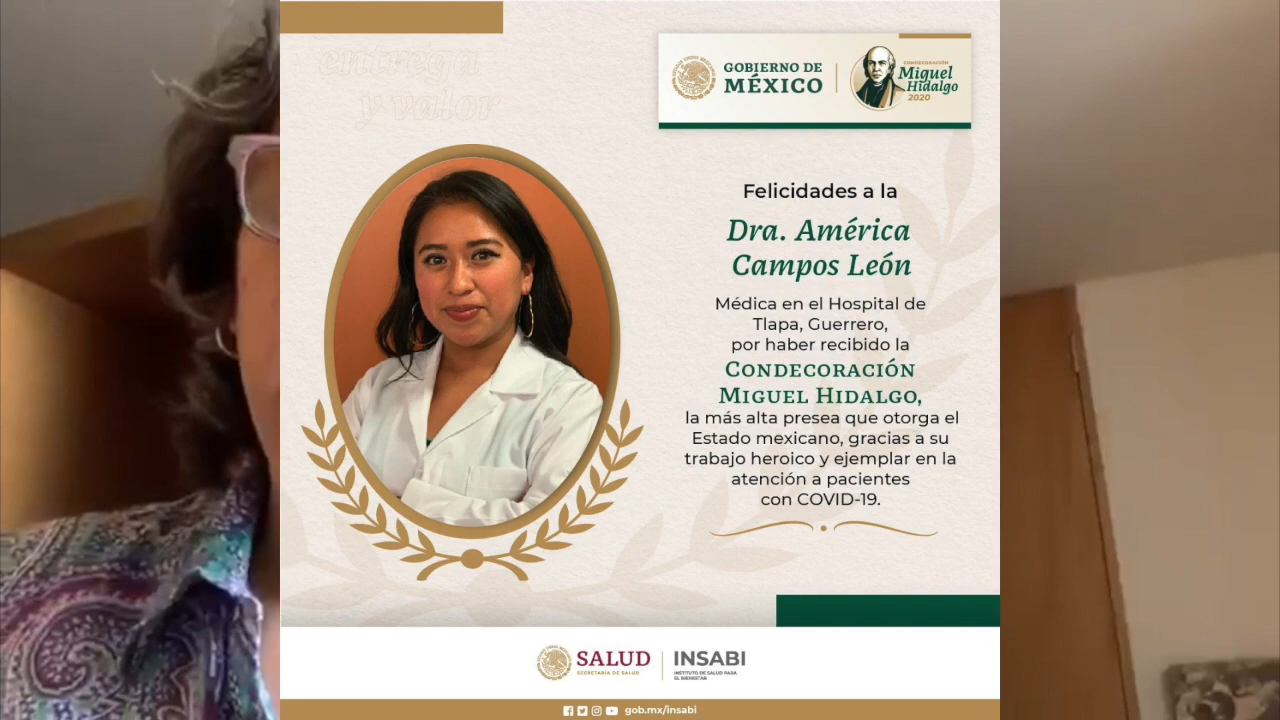 entrega
y valor
GOBIERNO DE
MÉXICO
CONDECORACIÓN
Miguel
Hidalgo
2020
Felicidades a la
Dra. América
Campos León
Médica en el Hospital de
Tlapa, Guerrero,
por haber recibido la
CONDECORACIÓN
MIGUEL HIDALGO,
la más alta presea que otorga el
Estado mexicano, gracias a su
trabajo heroico y ejemplar en la
atención a pacientes
con COVID-19.
SALUD
SECRETARÍA DE SALUD
INSABI
INSTITUTO DE SALUD PARA
EL BIENESTAR
gob.mx/insabi